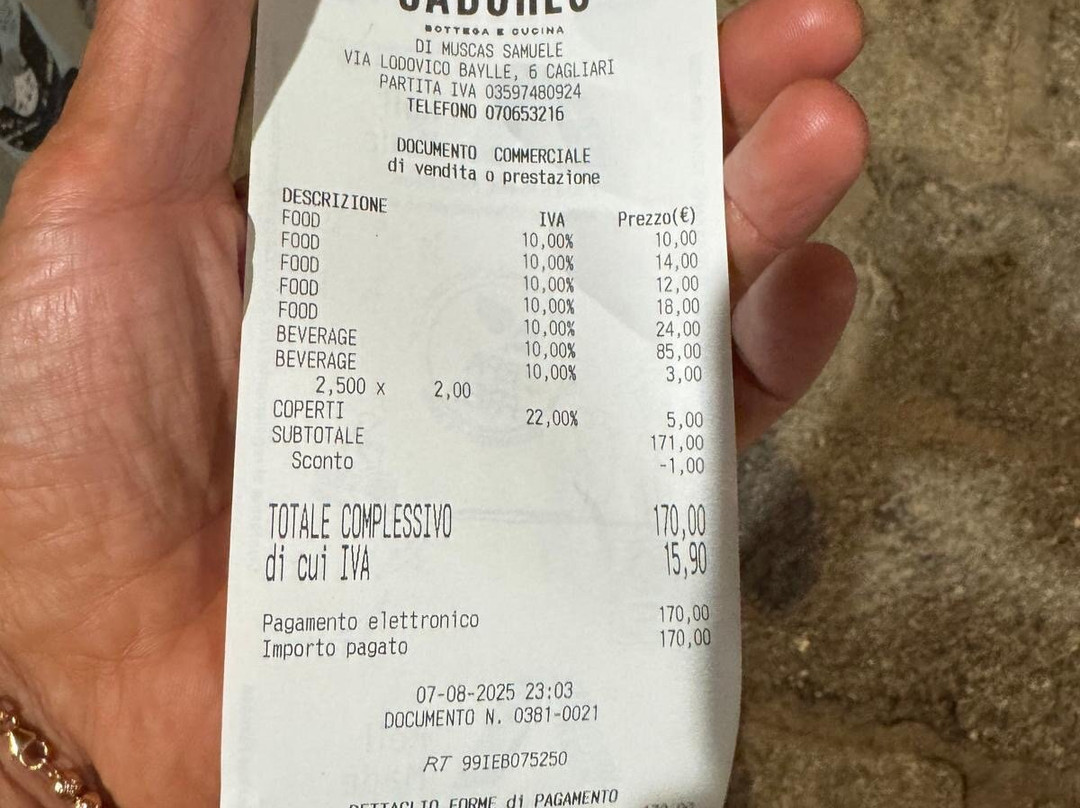 BOTTEGA E CUCINA
DI MUSCAS SAMUELE
VIA LODOVICO BAYLLE, 6 CAGLIARI
PARTITA IVA 03597480924
TELEFONO 070653216
DOCUMENTO COMMERCIALE
di vendita o prestazione
DESCRIZIONE IVA Prezzo(€)
FOOD 10,00% 10,00
FOOD 10,00% 14,00
FOOD 10,00% 12,00
FOOD 10,00% 18,00
FOOD 10,00% 24,00
BEVERAGE 10,00% 85,00
BEVERAGE 10,00% 3,00
2,500 x 2,00
COPERTI 22,00% 5,00
SUBTOTALE 171,00
Sconto -1,00
TOTALE COMPLESSIVO 170,00
di cui IVA 15,90
Pagamento elettronico 170,00
Importo pagato 170,00
07-08-2025 23:03
DOCUMENTO N. 0381-0021
RT 99IEB075250
DETTAGLIO FORME di PAGAMENTO